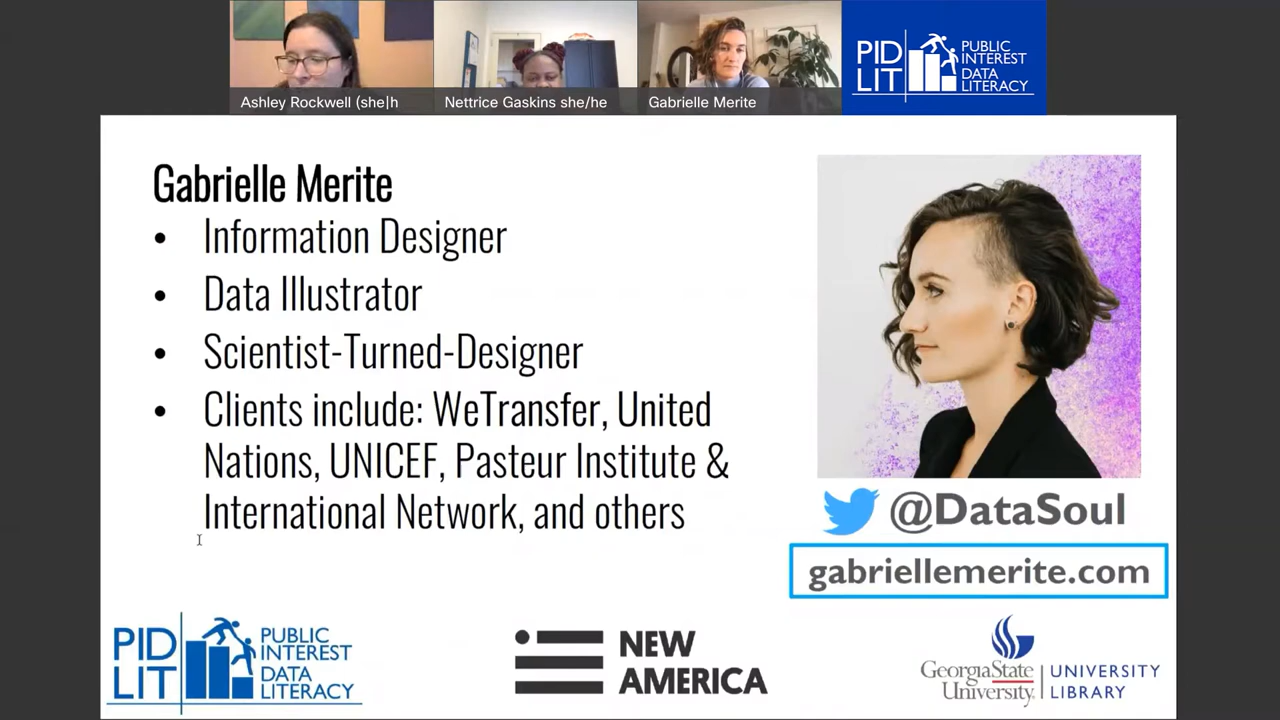 Ashley Rockwell (she|h
Nettrice Gaskins she/he
Gabrielle Merite
PID
LIT
PUBLIC
INTEREST
DATA
LITERACY
Gabrielle Merite
• Information Designer
• Data Illustrator
• Scientist-Turned-Designer
• Clients include: WeTransfer, United
Nations, UNICEF, Pasteur Institute &
International Network, and others
@DataSoul
gabriellemerite.com
PID
LIT
PUBLIC
INTEREST
DATA
LITERACY
NEW
AMERICA
GeorgiaState
University
UNIVERSITY
LIBRARY